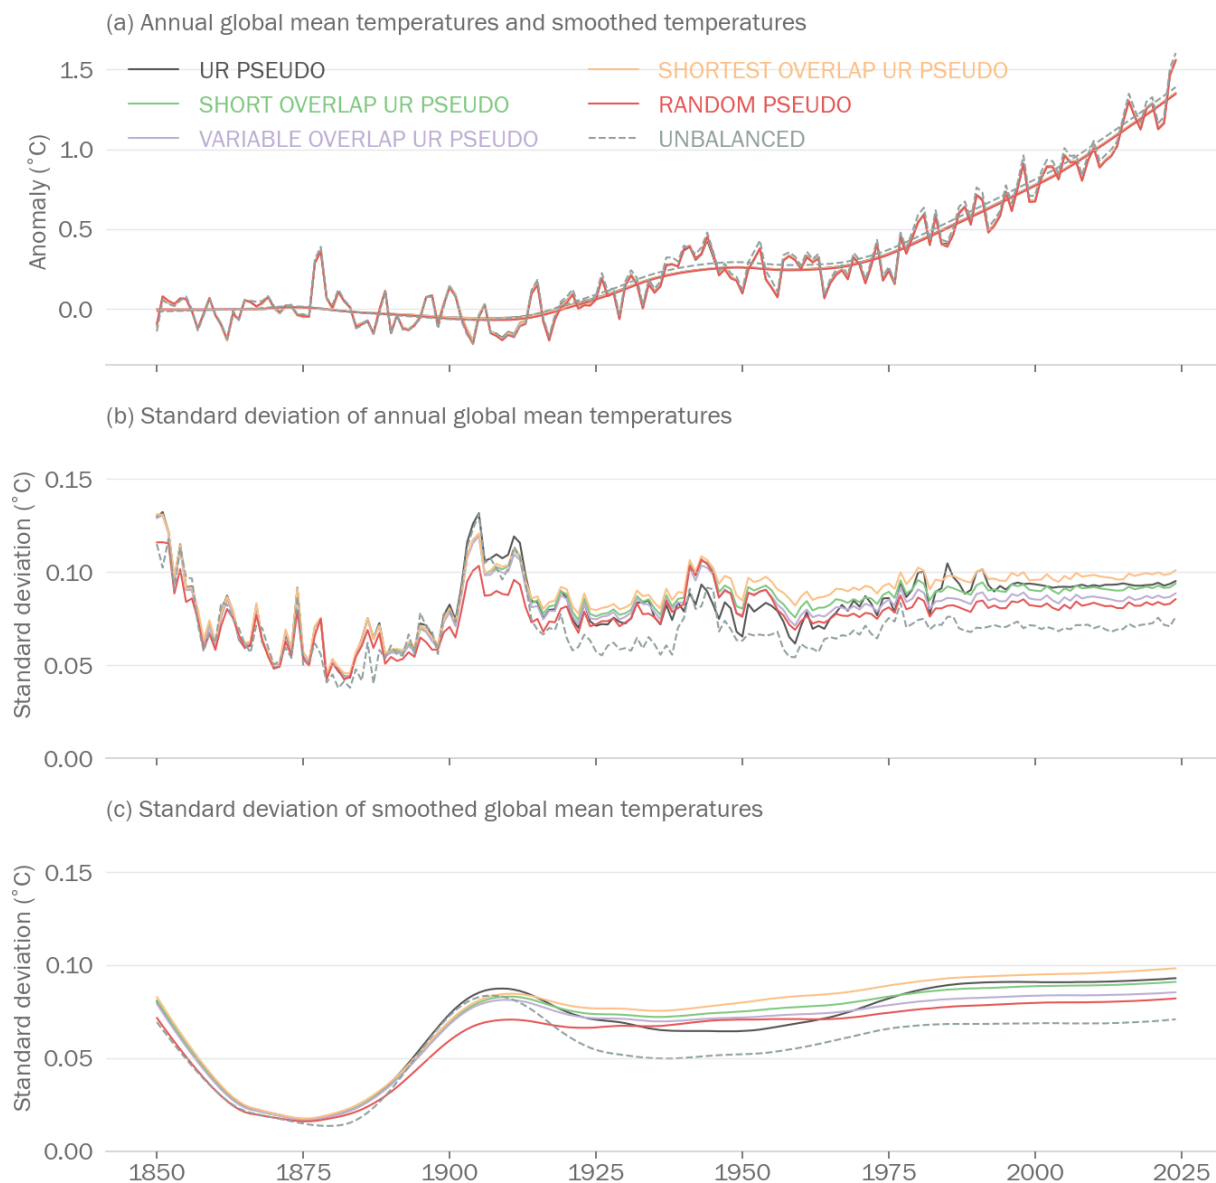 (a) Annual global mean temperatures and smoothed temperatures
UR PSEUDO
SHORTEST OVERLAP UR PSEUDO
SHORT OVERLAP UR PSEUDO
RANDOM PSEUDO
VARIABLE OVERLAP UR PSEUDO
UNBALANCED
Anomaly (˚C)
1.5
1.0
0.5
0.0
(b) Standard deviation of annual global mean temperatures
Standard deviation (˚C)
0.15
0.10
0.05
0.00
(c) Standard deviation of smoothed global mean temperatures
Standard deviation (˚C)
0.15
0.10
0.05
0.00
1850 1875 1900 1925 1950 1975 2000 2025